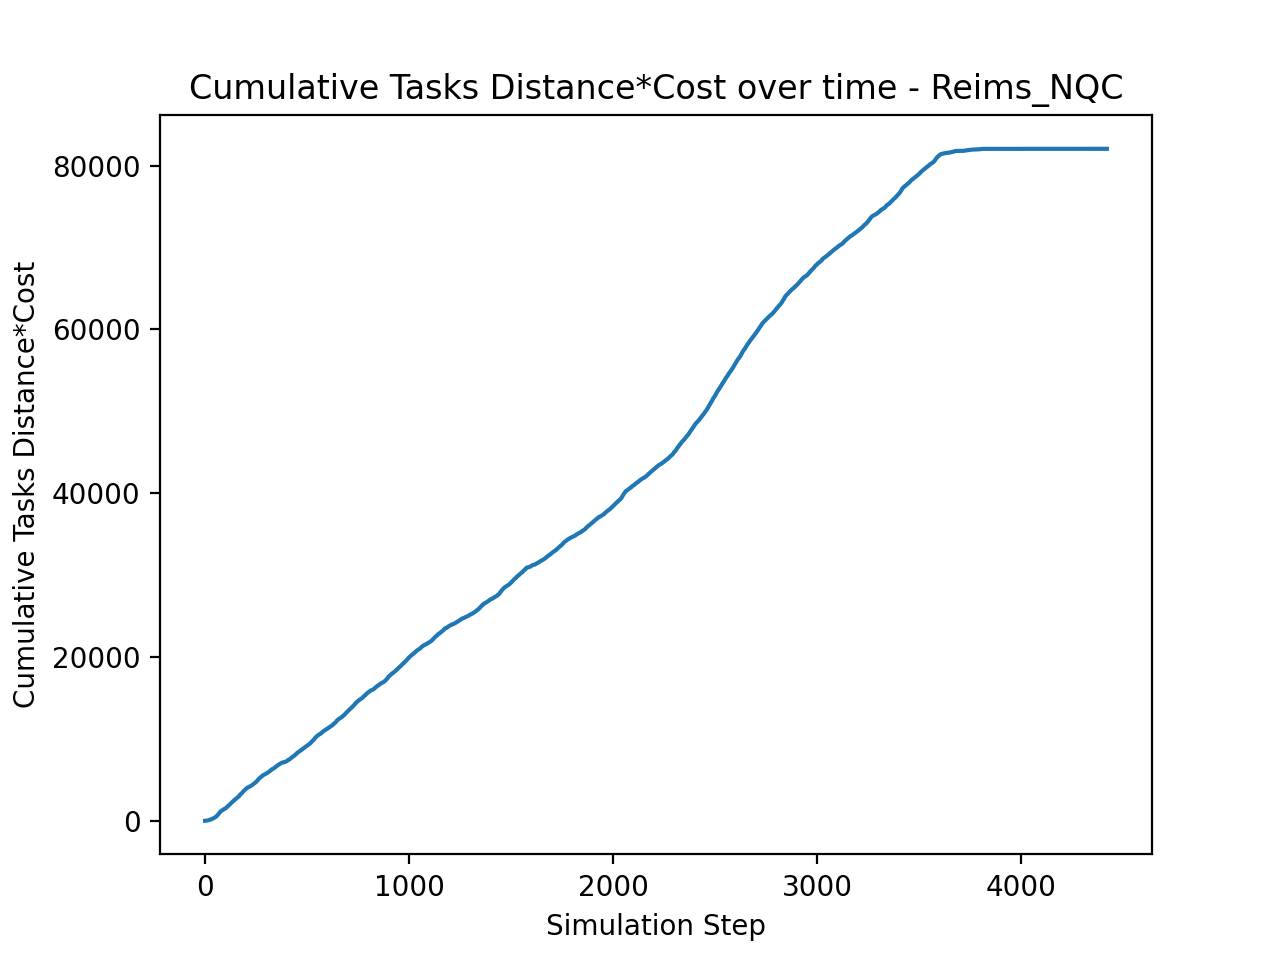 Cumulative Tasks Distance*Cost over time - Reims_NQC
Cumulative Tasks Distance*Cost
80000
60000
40000
20000
0
0 1000 2000 3000 4000
Simulation Step